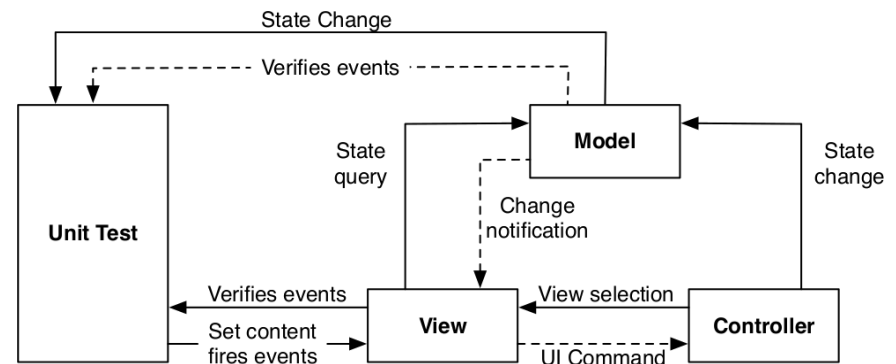 State Change
Verifies events
Model
State
query
State
change
Change
notification
Unit Test
Verifies events
View selection
Set content
fires events
View
Controller
UI Command